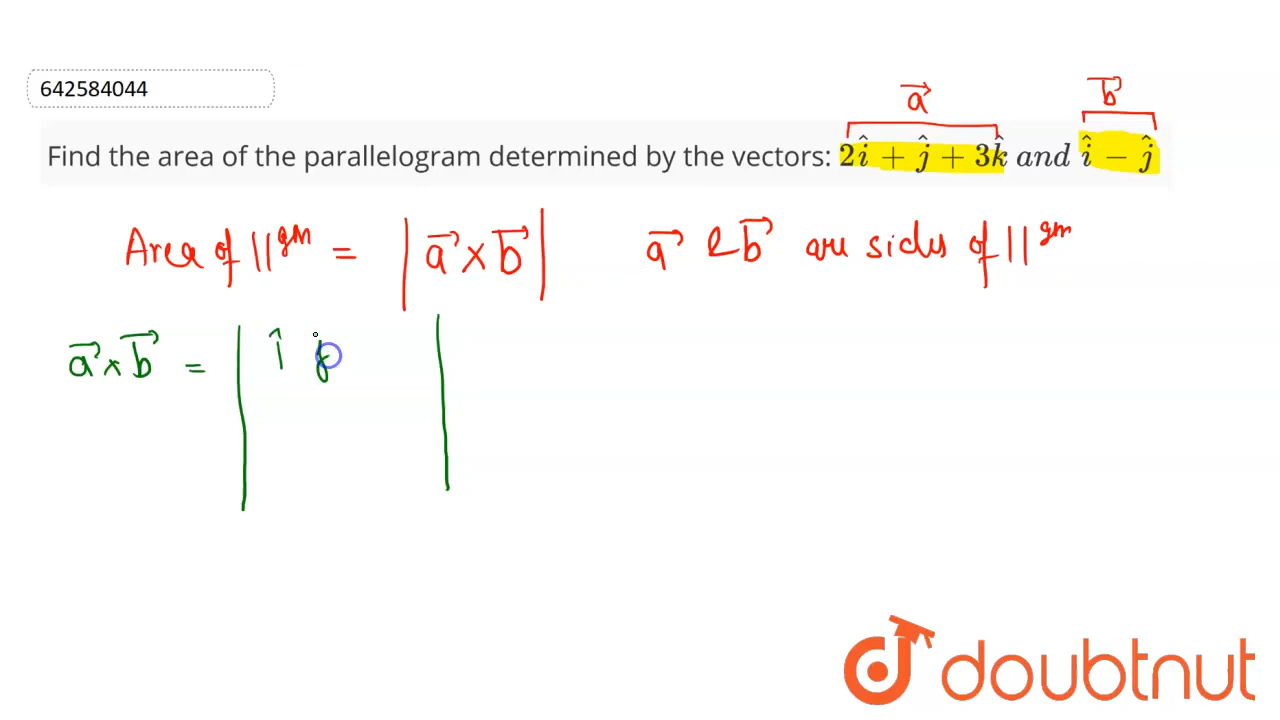 642584044
a⃗ b⃗
Find the area of the parallelogram determined by the vectors: 2î + ĵ + 3k̂ and î − ĵ
Area of ||gm = | a⃗ × b⃗ | a⃗ & b⃗ are sides of ||gm
a⃗ × b⃗ = | î j |
doubtnut